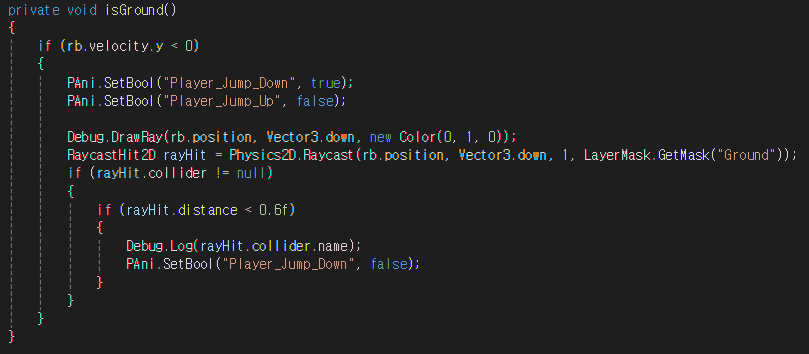 private void isGround()
{
if (rb.velocity.y < 0)
{
PAni.SetBool("Player_Jump_Down", true);
PAni.SetBool("Player_Jump_Up", false);
Debug.DrawRay(rb.position, Vector3.down, new Color(0, 1, 0));
RaycastHit2D rayHit = Physics2D.Raycast(rb.position, Vector3.down, 1, LayerMask.GetMask("Ground"));
if (rayHit.collider != null)
{
if (rayHit.distance < 0.6f)
{
Debug.Log(rayHit.collider.name);
PAni.SetBool("Player_Jump_Down", false);
}
}
}
}